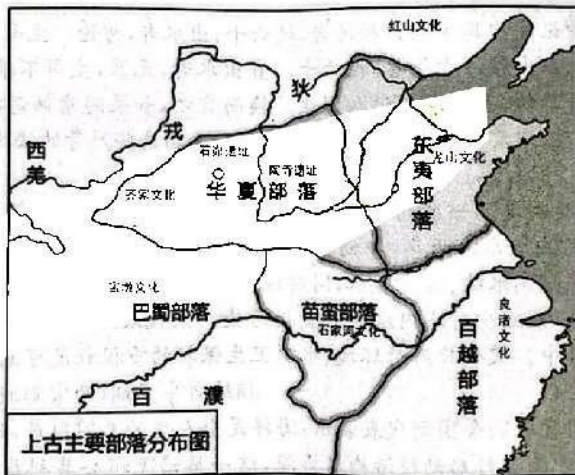 红山文化
狄
戎
西羌
石峁遗址
陶寺遗址
龙山文化
东夷部落
齐家文化
华夏部落
宝墩文化
巴蜀部落
苗蛮部落
石家河文化
良渚文化
百越部落
百濮
上古主要部落分布图